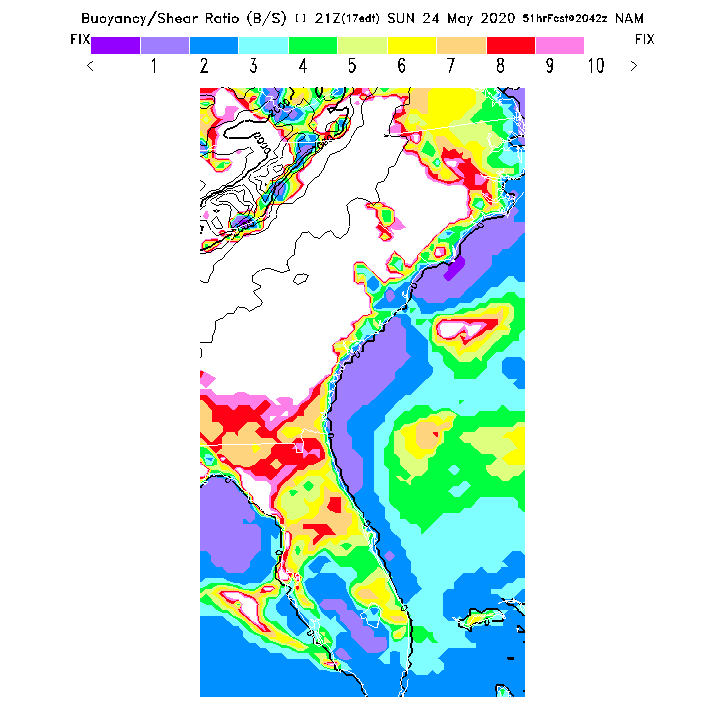 Buoyancy/Shear Ratio (B/S) [] 21Z(17edt) SUN 24 May 2020 51hrFcst@2042z NAM
FIX FIX
< 1 2 3 4 5 6 7 8 9 10 >